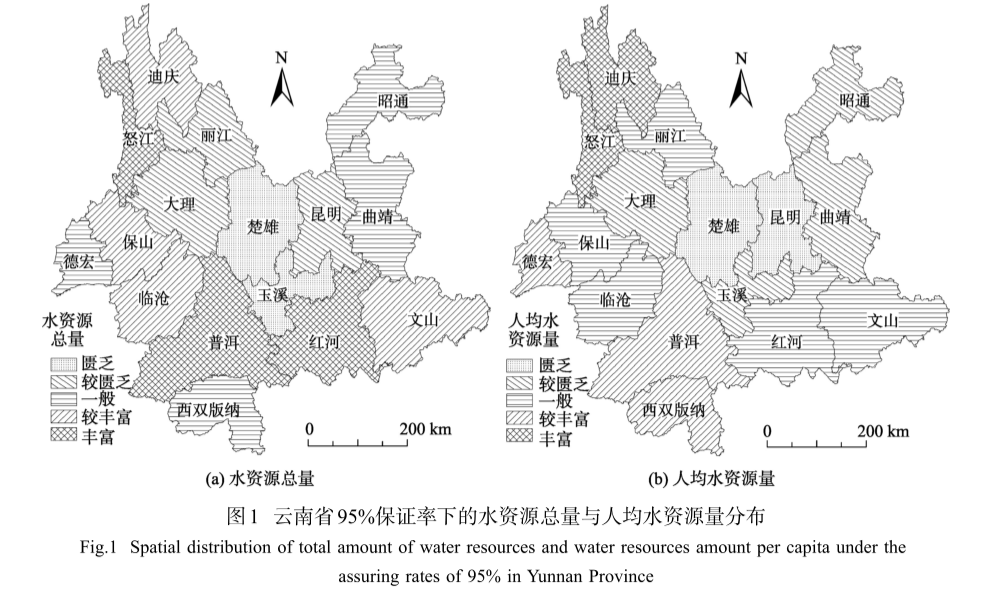 N
迪庆
丽江
怒江
昭通
大理
楚雄
昆明
曲靖
保山
德宏
临沧
玉溪
文山
普洱
红河
西双版纳
水资源
总量
匮乏
较匮乏
一般
较丰富
丰富
0 200 km
(a) 水资源总量
N
迪庆
丽江
怒江
昭通
大理
楚雄
昆明
曲靖
保山
德宏
临沧
玉溪
文山
普洱
红河
西双版纳
人均水
资源量
匮乏
较匮乏
一般
较丰富
丰富
0 200 km
(b) 人均水资源量
图1 云南省95%保证率下的水资源总量与人均水资源量分布
Fig.1 Spatial distribution of total amount of water resources and water resources amount per capita under the
assuring rates of 95% in Yunnan Province